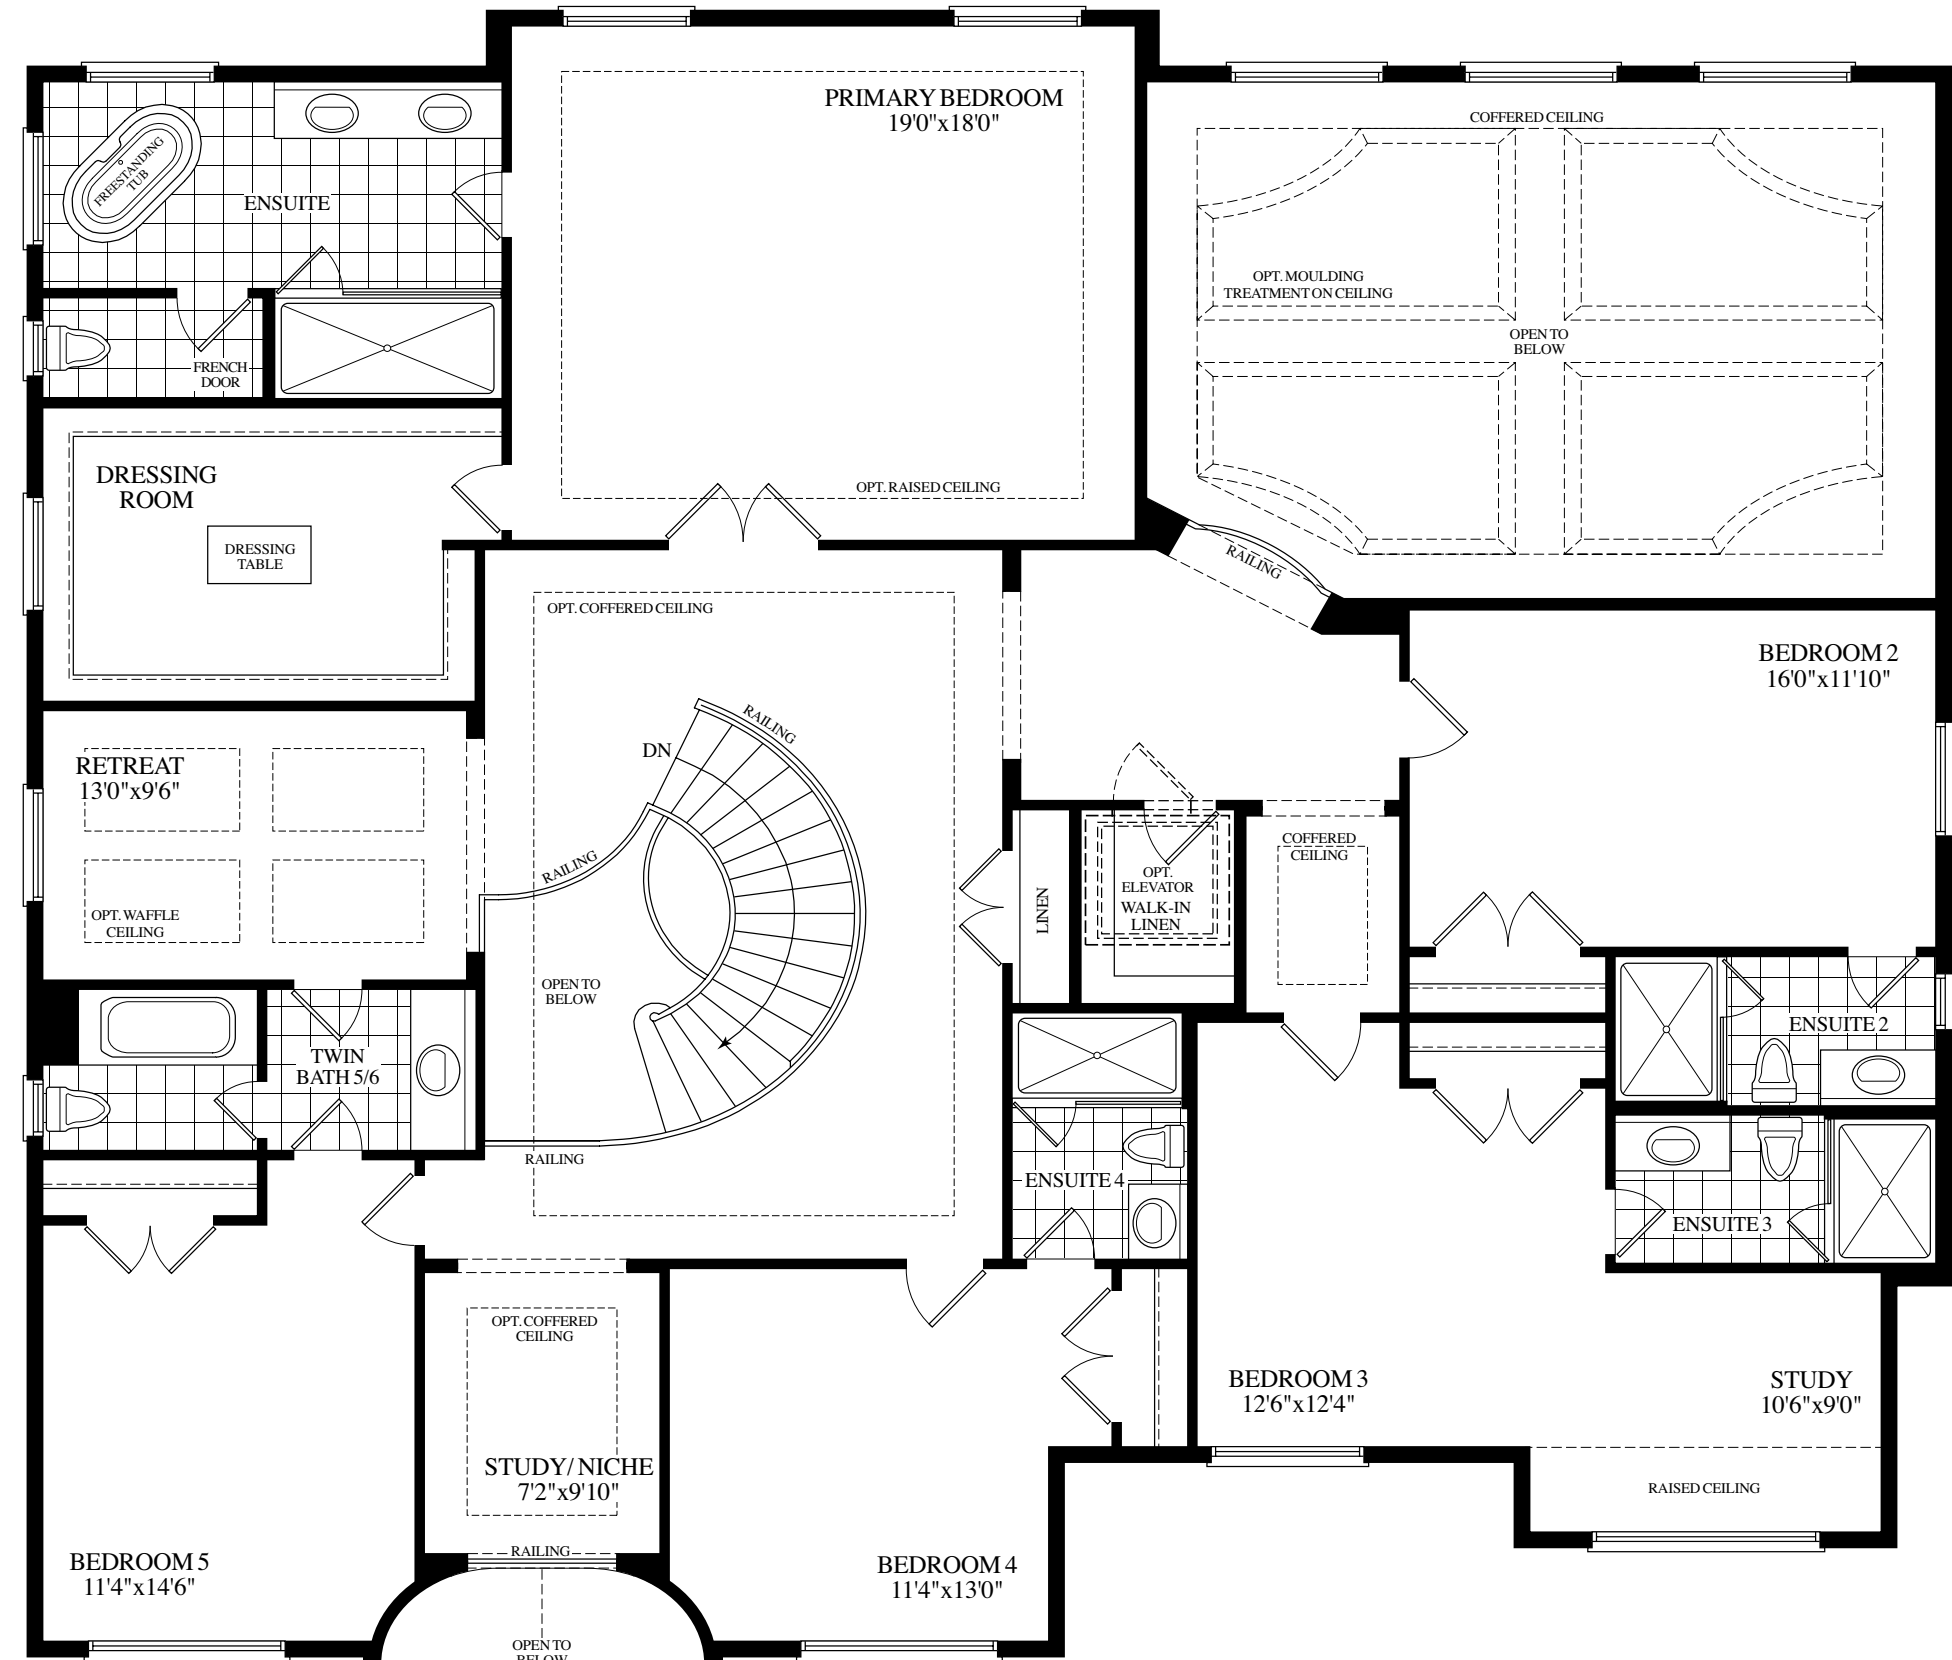 PRIMARY BEDROOM
19'0"x18'0"
COFFERED CEILING
FREESTANDING
TUB
ENSUITE
OPT. MOULDING
TREATMENT ON CEILING
OPEN TO
BELOW
FRENCH
DOOR
DRESSING
ROOM
OPT. RAISED CEILING
DRESSING
TABLE
RAILING
OPT. COFFERED CEILING
BEDROOM 2
16'0"x11'10"
RAILING
DN
RETREAT
13'0"x9'6"
OPT. WAFFLE
CEILING
RAILING
COFFERED
CEILING
OPT.
ELEVATOR
WALK-IN
LINEN
LINEN
OPEN TO
BELOW
ENSUITE 2
TWIN
BATH 5/6
RAILING
ENSUITE 4
ENSUITE 3
OPT. COFFERED
CEILING
BEDROOM 3
12'6"x12'4"
STUDY
10'6"x9'0"
STUDY/ NICHE
7'2"x9'10"
RAISED CEILING
RAILING
BEDROOM 5
11'4"x14'6"
BEDROOM 4
11'4"x13'0"
OPEN TO
BELOW